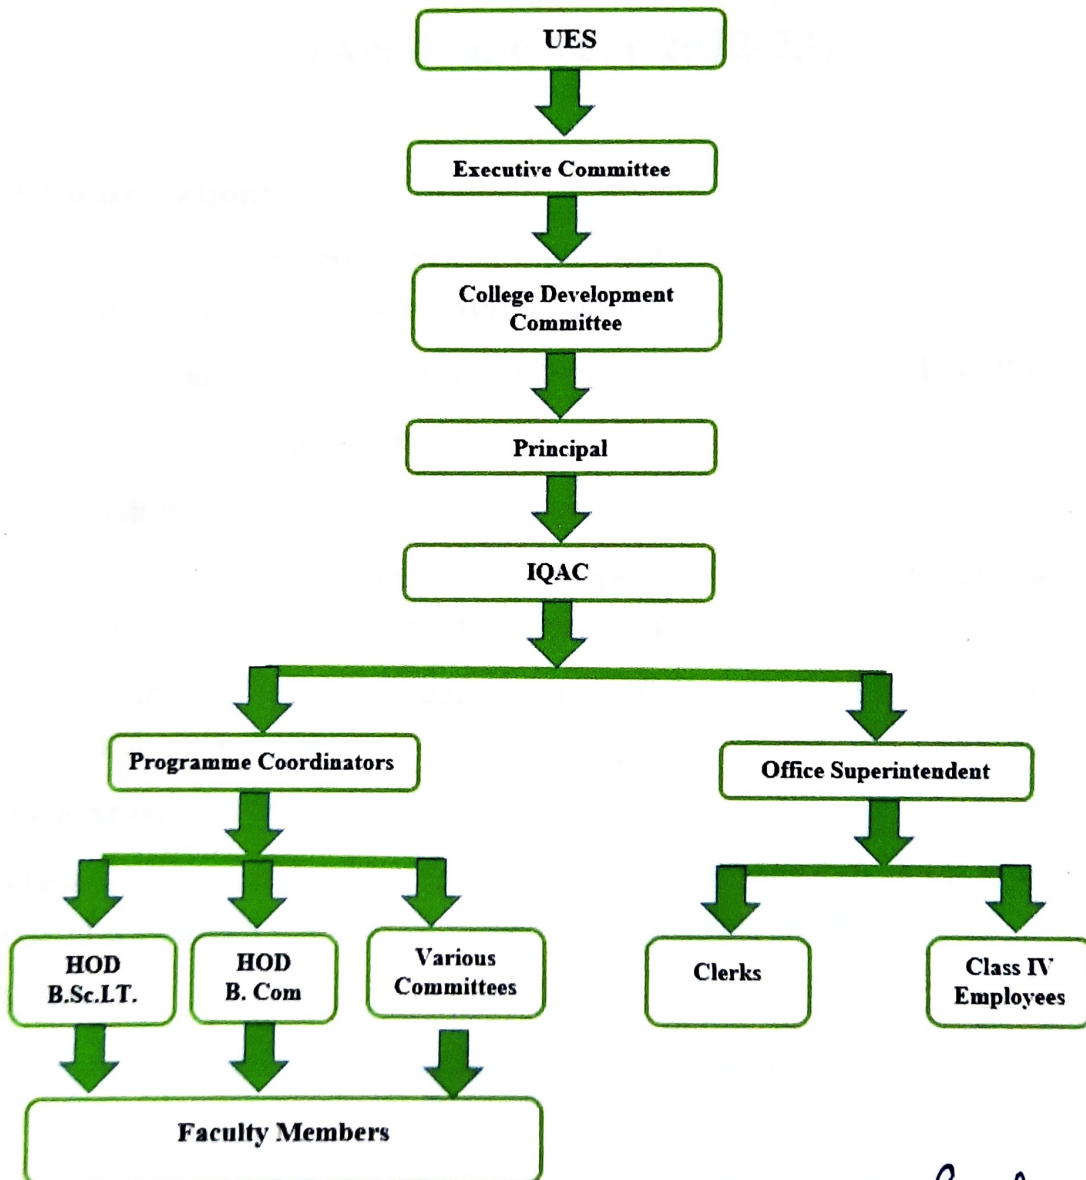 UES
Executive Committee
College Development
Committee
Principal
IQAC
Programme Coordinators
Office Superintendent
HOD
B.Sc.I.T.
HOD
B. Com
Various
Committees
Clerks
Class IV
Employees
Faculty Members